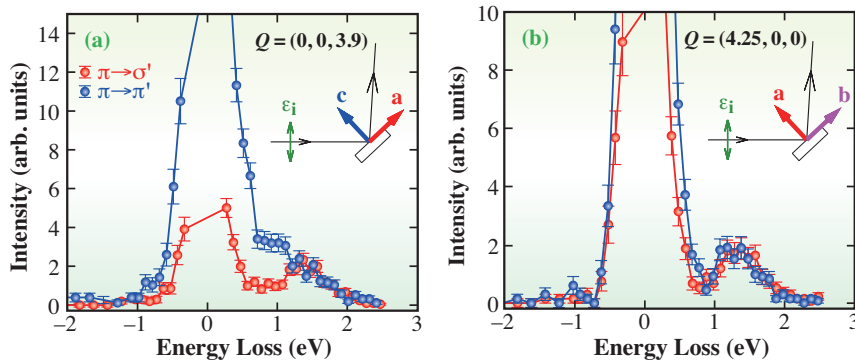 (a)
Q = (0, 0, 3.9)
π→σ'
π→π'
εi
c
a
14
12
10
8
6
4
2
0
Intensity (arb. units)
−2
−1
0
1
2
3
Energy Loss (eV)
(b)
Q = (4.25, 0, 0)
εi
a
b
10
8
6
4
2
0
Intensity (arb. units)
−2
−1
0
1
2
3
Energy Loss (eV)